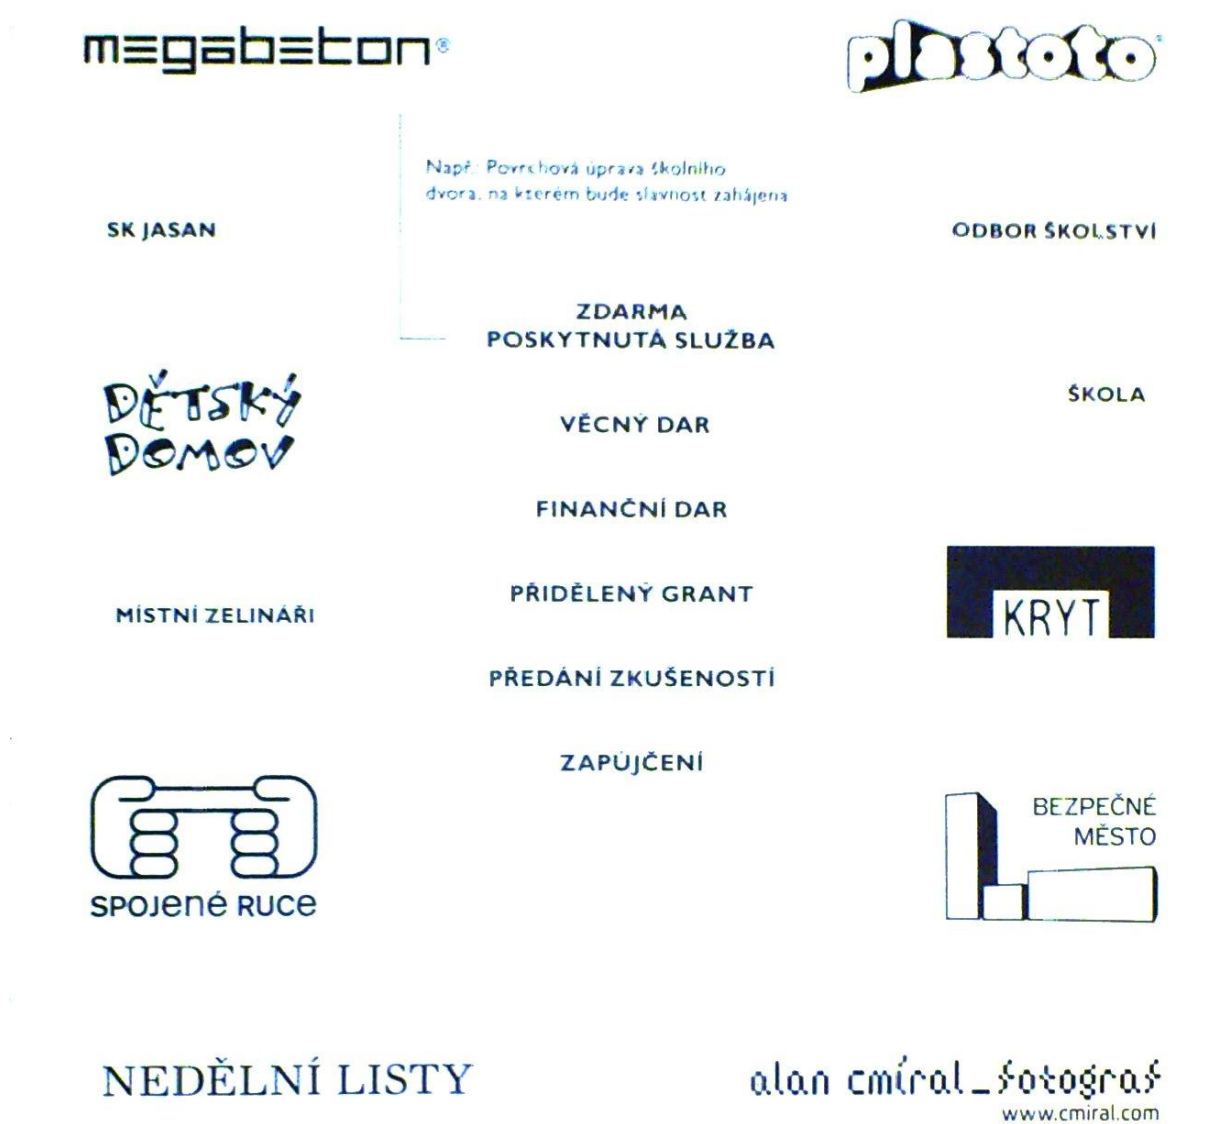 megabeton®
plastoto
Např.: Povrchová úprava školního
dvora, na kterém bude slavnost zahájena
SK JASAN
ODBOR ŠKOLSTVÍ
ZDARMA
POSKYTNUTÁ SLUŽBA
DĚTSKÝ
DOMOV
ŠKOLA
VĚCNÝ DAR
FINANČNÍ DAR
PŘIDĚLENÝ GRANT
MÍSTNÍ ZELINÁŘI
KRYT
PŘEDÁNÍ ZKUŠENOSTÍ
ZAPŮJČENÍ
SPOJené RUCe
BEZPEČNÉ
MĚSTO
NEDĚLNÍ LISTY
alan cmíral_fotograf
www.cmiral.com